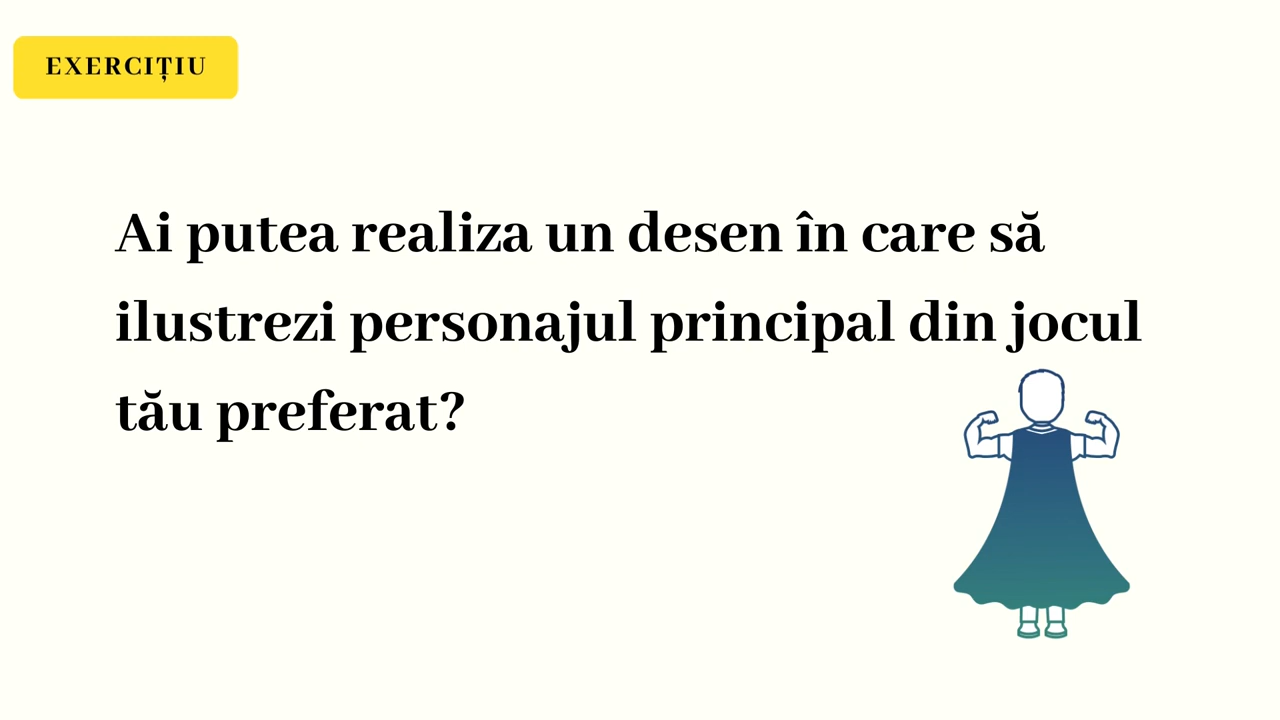 EXERCIȚIU
Ai putea realiza un desen în care să
ilustrezi personajul principal din jocul
tău preferat?